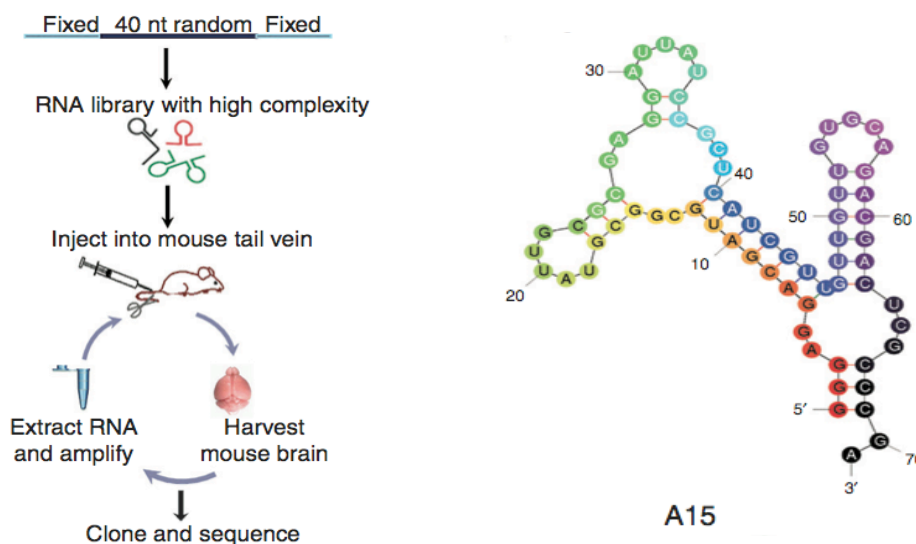 Fixed 40 nt random Fixed
RNA library with high complexity
Inject into mouse tail vein
Extract RNA
and amplify
Harvest
mouse brain
Clone and sequence
30
20
10
40
50
60
70
5′
3′
A15